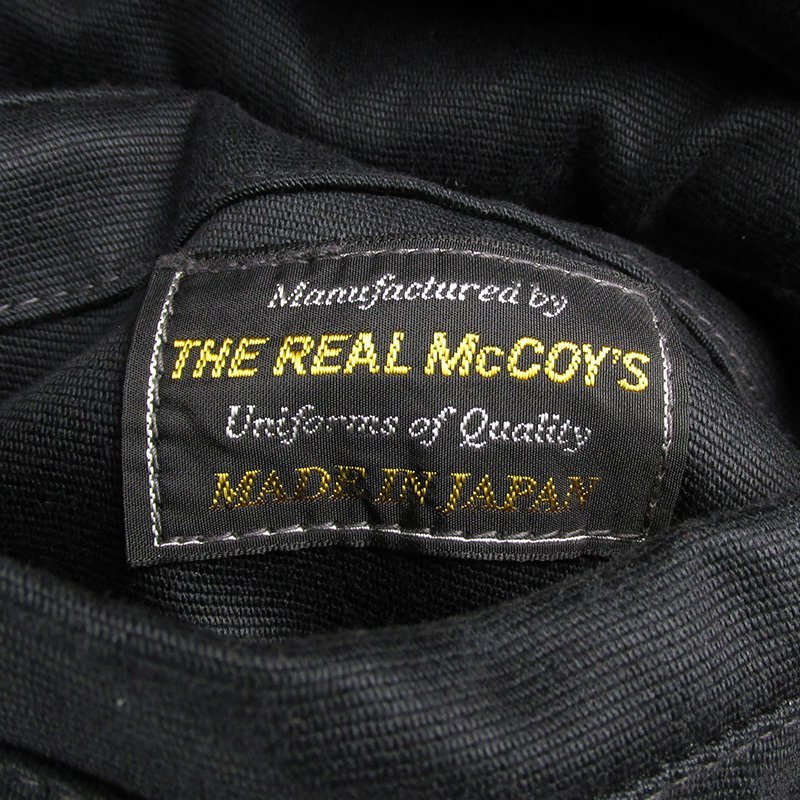 Manufactured by
THE REAL McCOY'S
Uniforms of Quality
MADE IN JAPAN